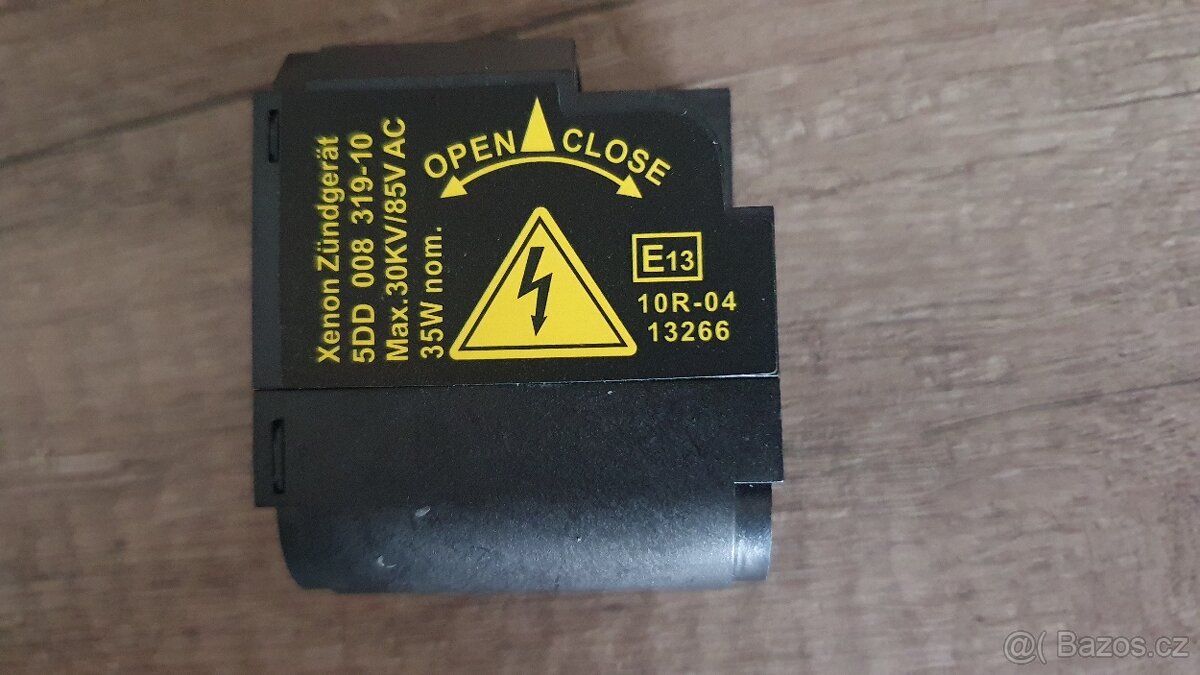 Xenon Zündgerät
5DD 008 319-10
Max.30KV/85V AC
35W nom.
OPEN CLOSE
E13
10R-04
13266
@( Bazos.cz